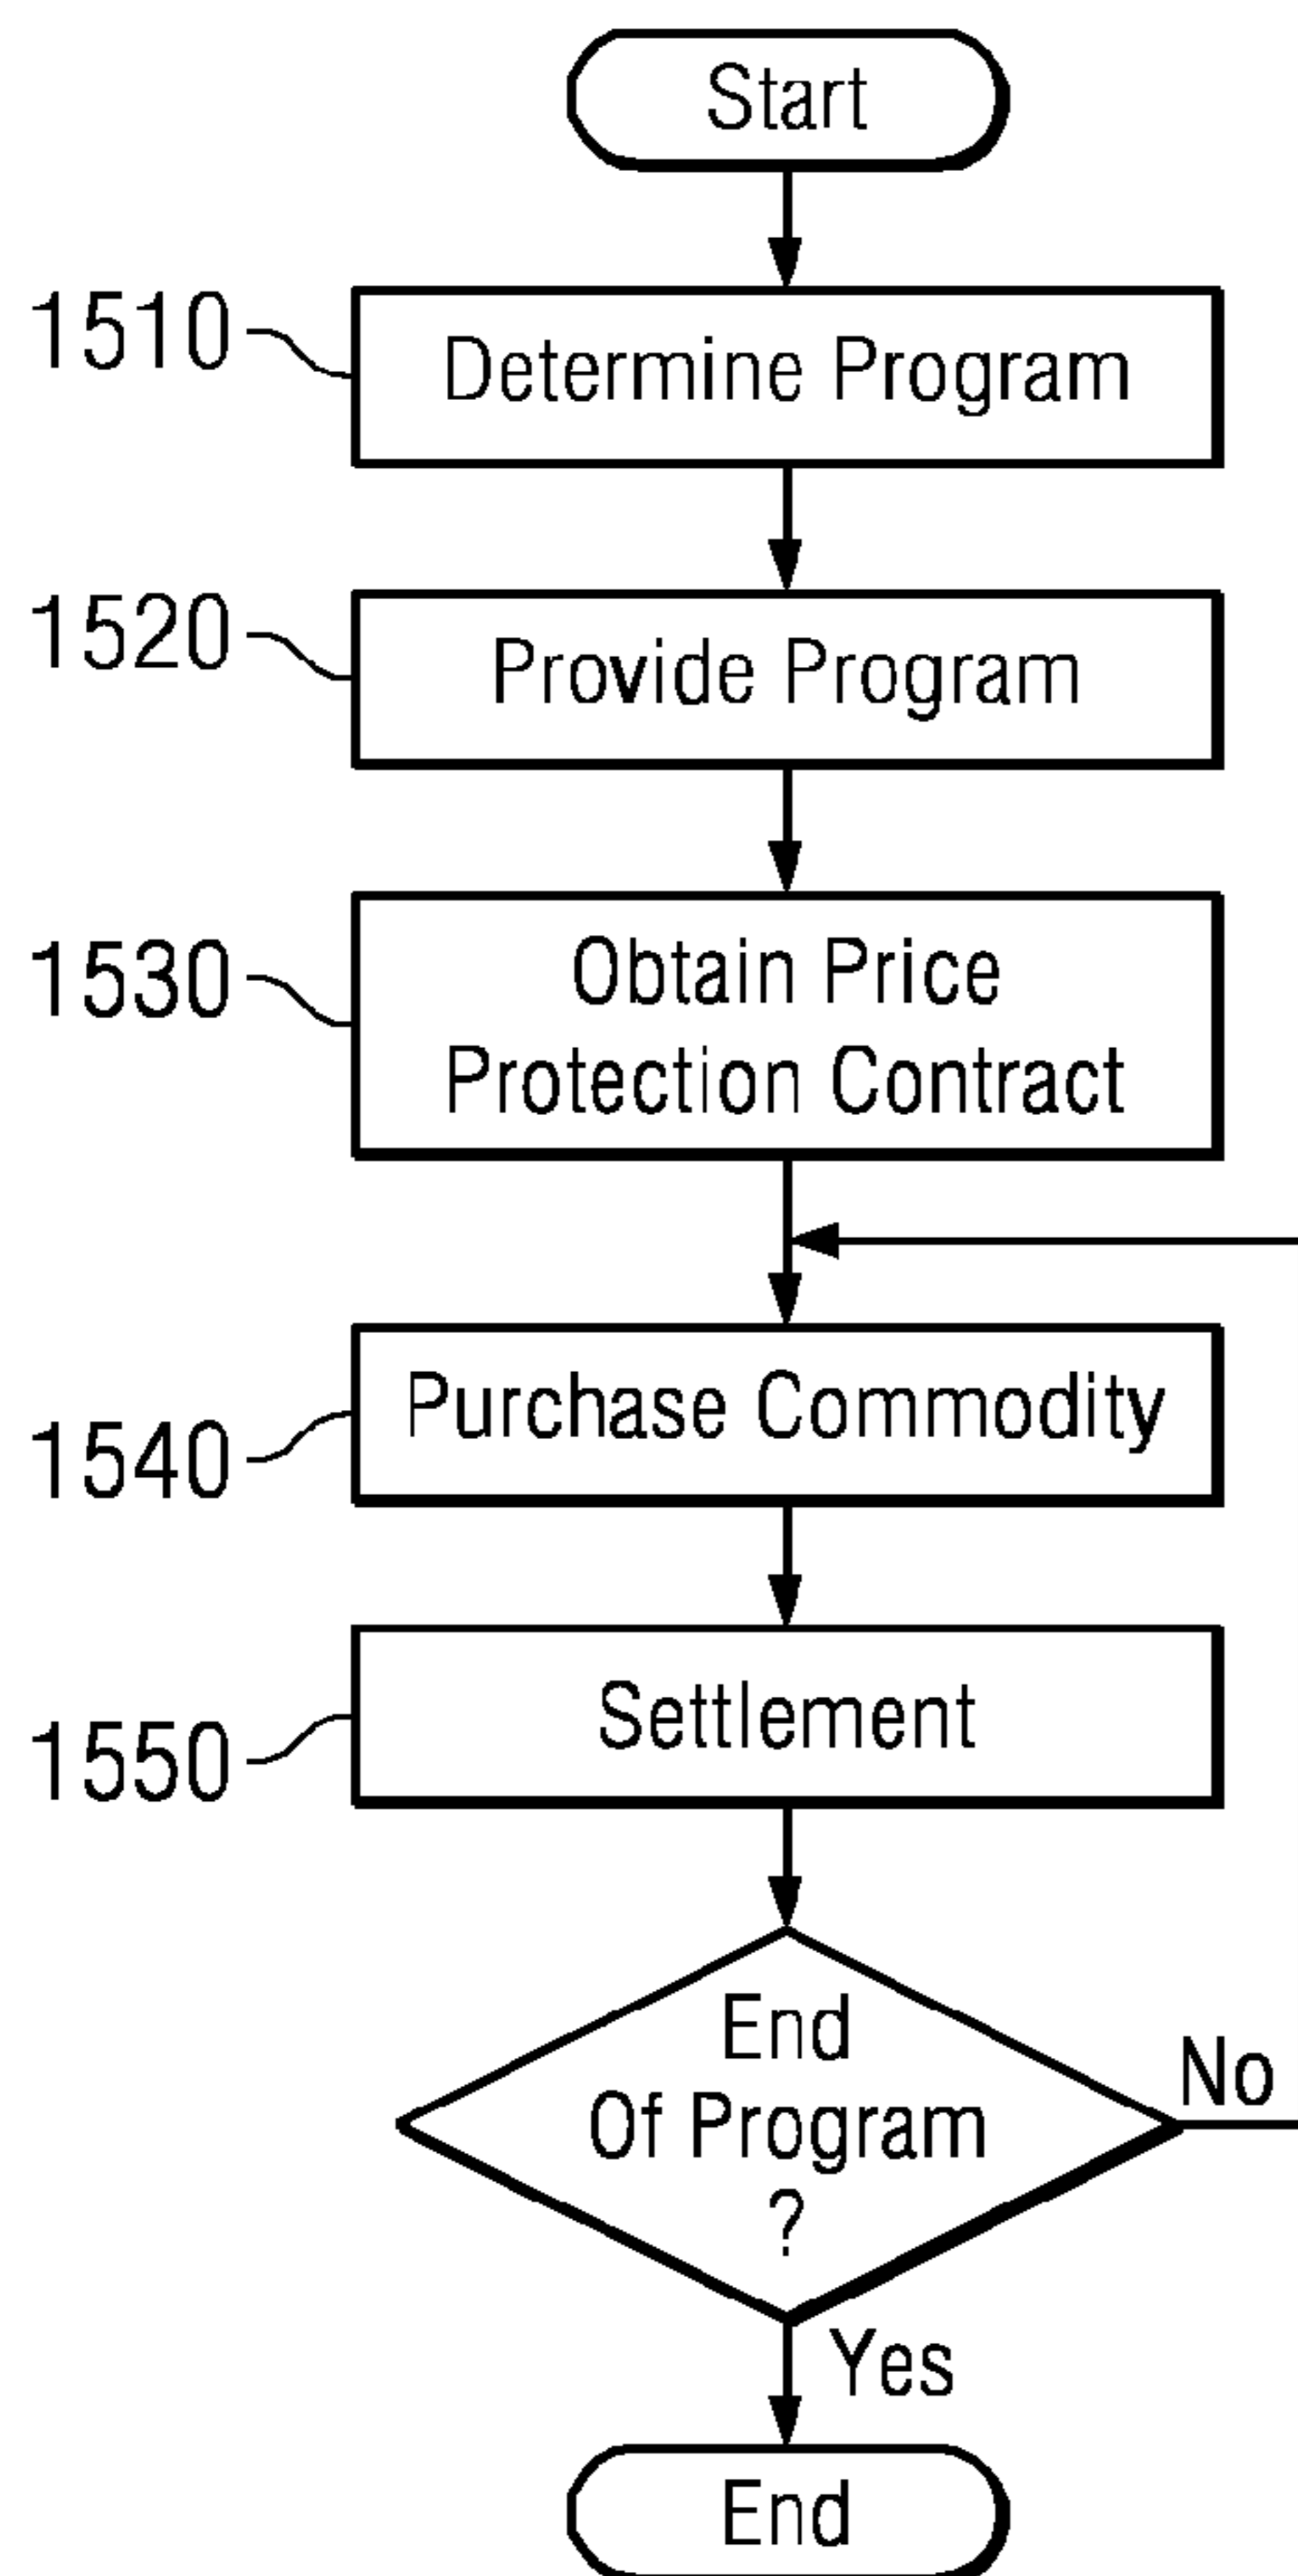 Start
1510
Determine Program
1520
Provide Program
1530
Obtain Price
Protection Contract
1540
Purchase Commodity
1550
Settlement
End
Of Program
?
No
Yes
End